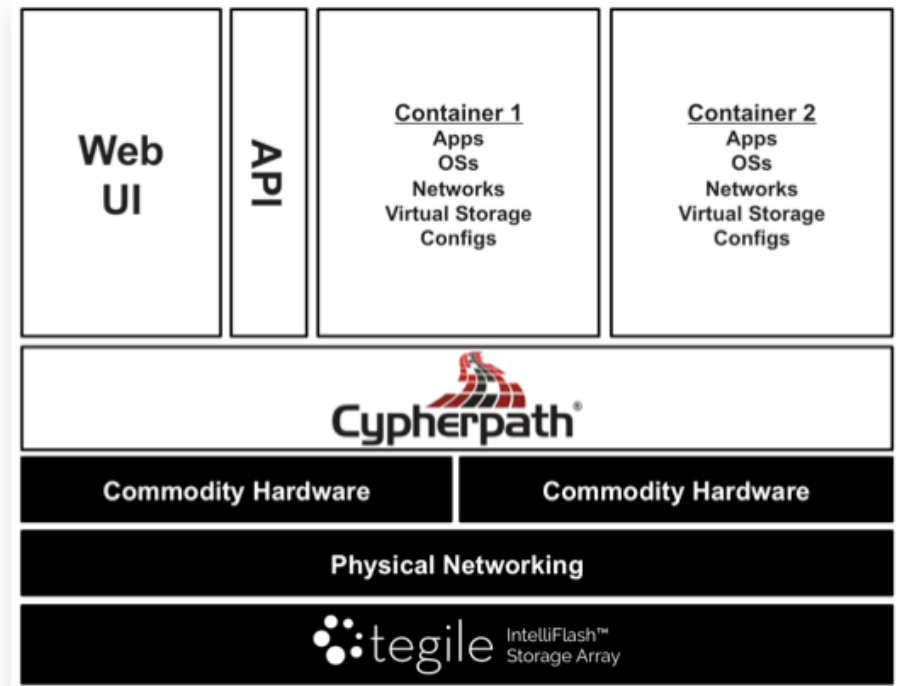 Web
UI
API
Container 1
Apps
OSs
Networks
Virtual Storage
Configs
Container 2
Apps
OSs
Networks
Virtual Storage
Configs
Cypherpath®
Commodity Hardware
Commodity Hardware
Physical Networking
tegile
IntelliFlash™
Storage Array